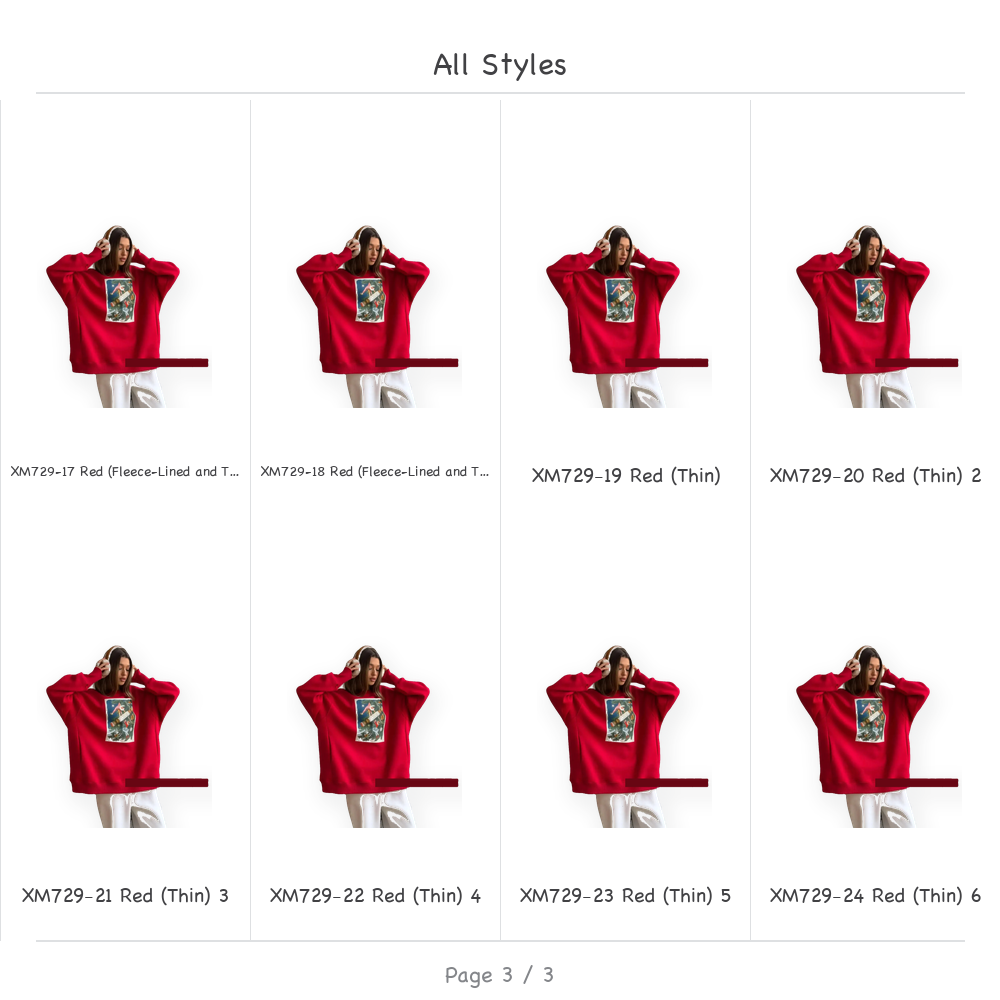 All Styles
XM729-17 Red (Fleece-Lined and T...
XM729-18 Red (Fleece-Lined and T...
XM729-19 Red (Thin)
XM729-20 Red (Thin) 2
XM729-21 Red (Thin) 3
XM729-22 Red (Thin) 4
XM729-23 Red (Thin) 5
XM729-24 Red (Thin) 6
Page 3 / 3